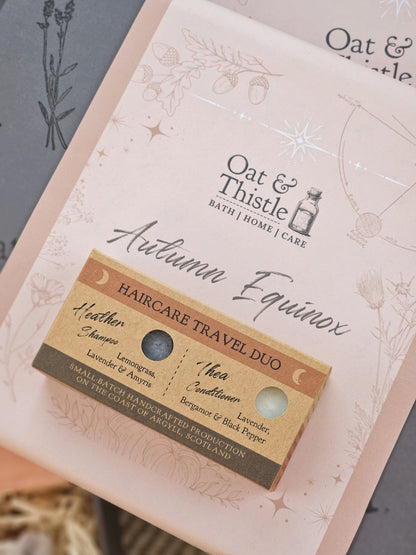 Oat &
Thistle
Oat &
Thistle
BATH | HOME | CARE
Autumn Equinox
HAIRCARE TRAVEL DUO
Heather
Shampoo
Lemongrass,
Lavender & Amyris
Thea
Conditioner
Lavender,
Bergamot & Black Pepper
SMALL-BATCH HANDCRAFTED PRODUCTION
ON THE COAST OF ARGYLL, SCOTLAND